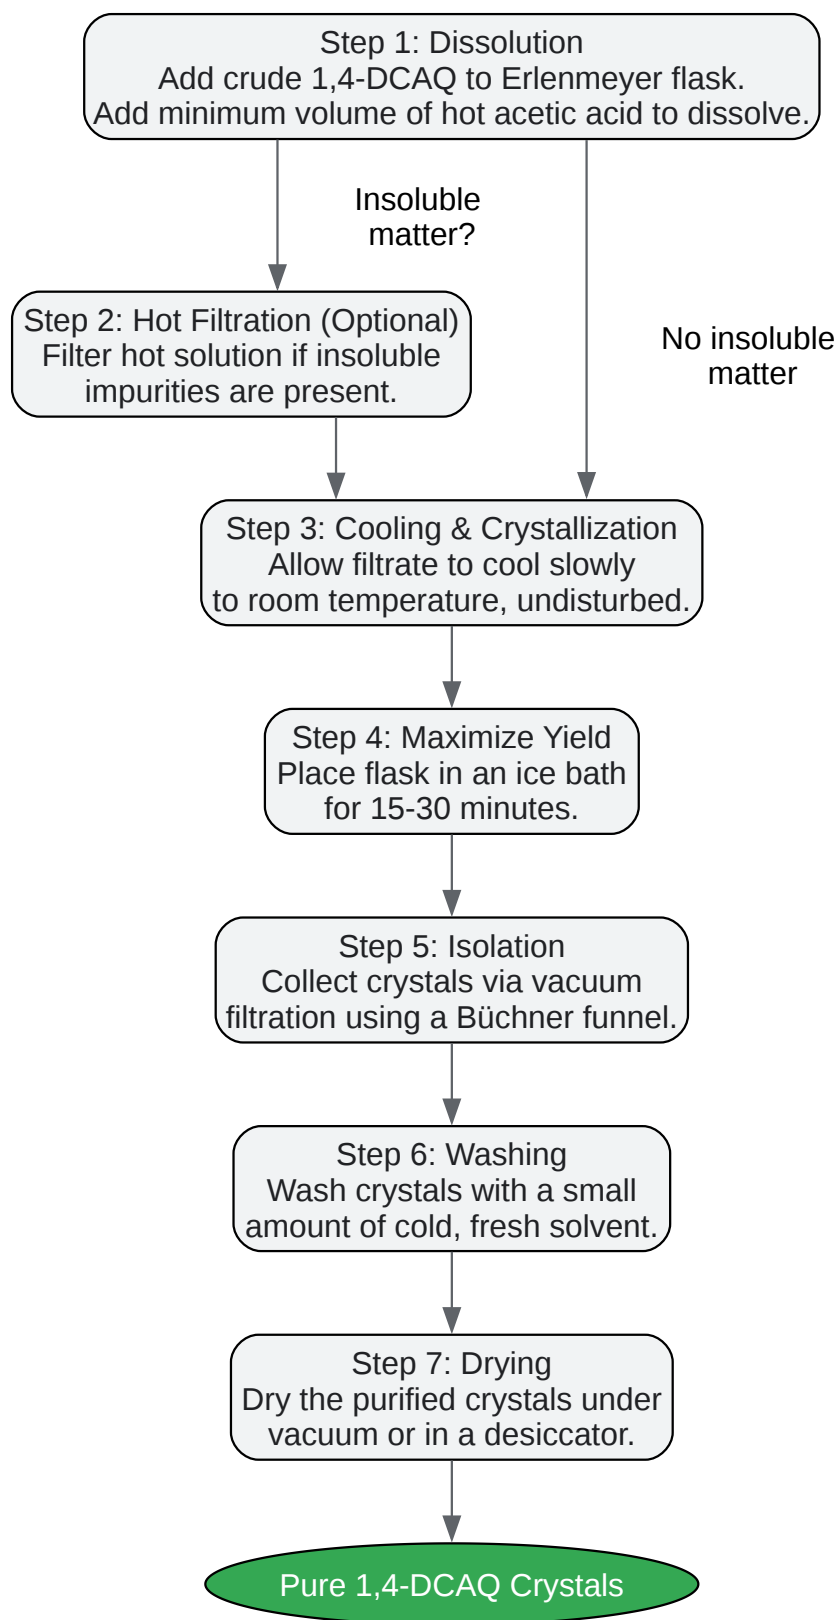 Step 1: Dissolution
Add crude 1,4-DCAQ to Erlenmeyer flask.
Add minimum volume of hot acetic acid to dissolve.
Insoluble
matter?
Step 2: Hot Filtration (Optional)
Filter hot solution if insoluble
impurities are present.
No insoluble
matter
Step 3: Cooling & Crystallization
Allow filtrate to cool slowly
to room temperature, undisturbed.
Step 4: Maximize Yield
Place flask in an ice bath
for 15-30 minutes.
Step 5: Isolation
Collect crystals via vacuum
filtration using a Büchner funnel.
Step 6: Washing
Wash crystals with a small
amount of cold, fresh solvent.
Step 7: Drying
Dry the purified crystals under
vacuum or in a desiccator.
Pure 1,4-DCAQ Crystals